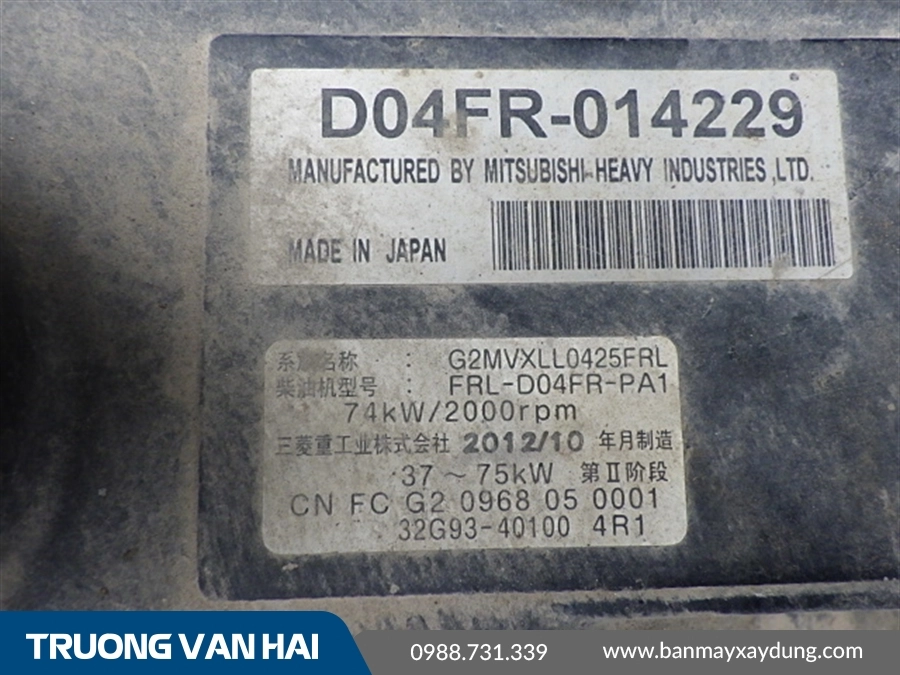 D04FR-014229
MANUFACTURED BY MITSUBISHI HEAVY INDUSTRIES ,LTD.
MADE IN JAPAN
系族名称 : G2MVXLL0425FRL
柴油机型号 : FRL-D04FR-PA1
74kW/2000rpm
三菱重工业株式会社 2012/10 年月制造
37～75kW 第Ⅱ阶段
CN FC G2 0968 05 0001
32G93-40100 4R1
TRUONG VAN HAI
0988.731.339
www.banmayxaydung.com